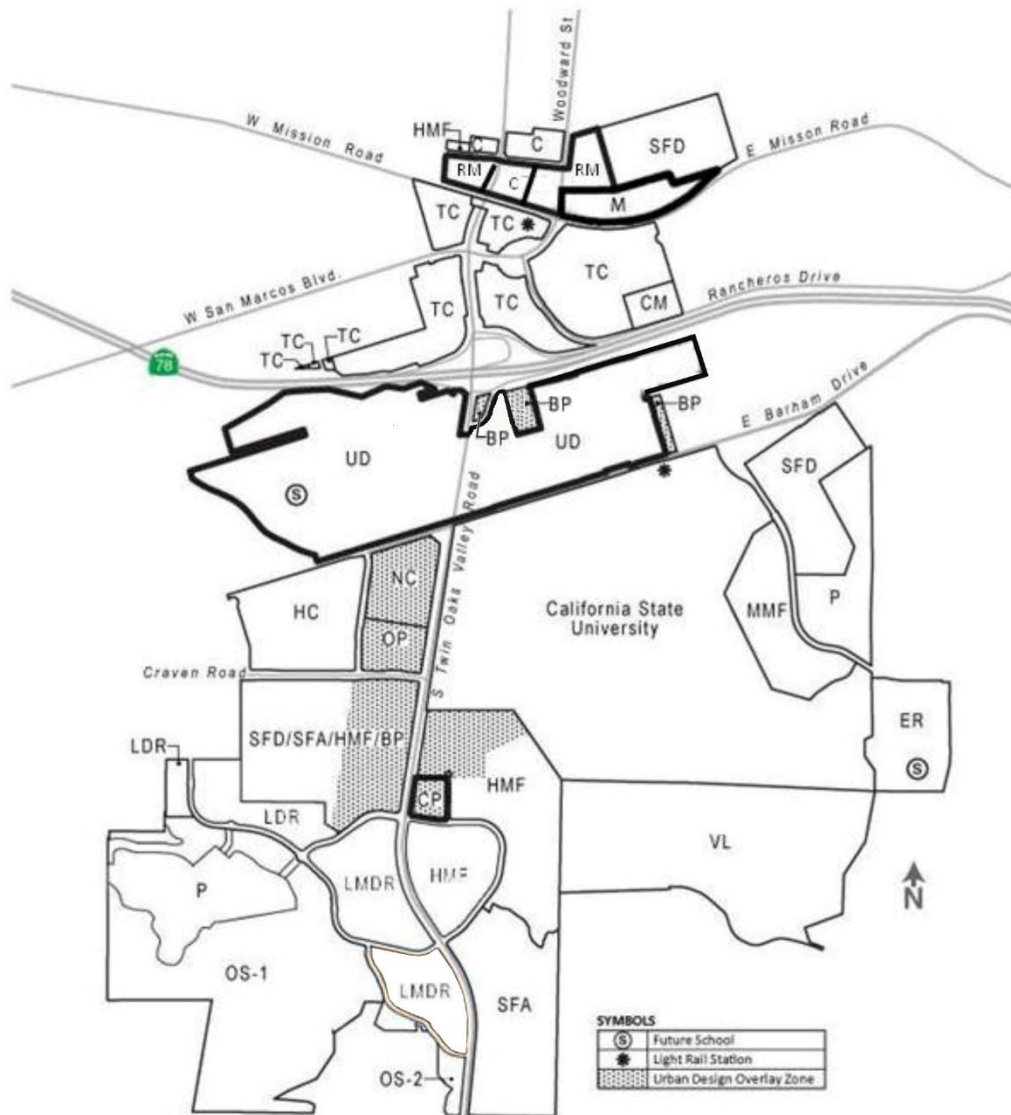 Woodward St
W Mission Road
HMF
C
C
SFD
E Misson Road
RM
C
RM
M
TC
TC
TC
TC
TC
CM
Rancheros Drive
W San Marcos Blvd.
TC
TC
TC
78
BP
BP
BP
E Barham Drive
UD
UD
S
SFD
S Twin Oaks Valley Road
NC
HC
OP
California State
University
MMF
P
Craven Road
SFD/SFA/HMF/BP
ER
S
LDR
HMF
CP
LDR
VL
P
LMDR
HMF
N
OS-1
LMDR
SFA
OS-2
SYMBOLS
S Future School
Light Rail Station
Urban Design Overlay Zone